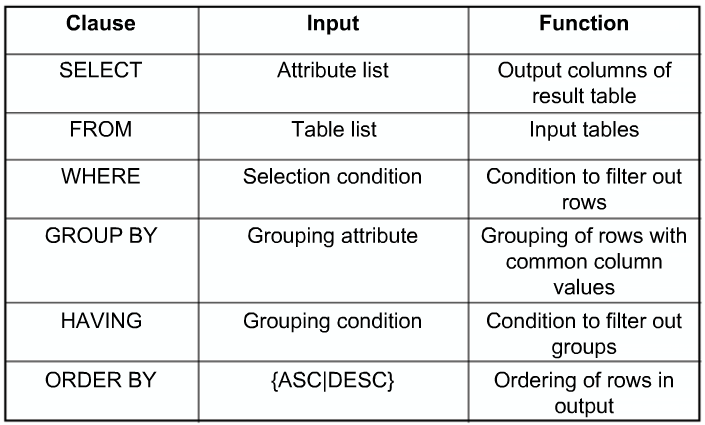 Clause Input Function
SELECT Attribute list Output columns of
result table
FROM Table list Input tables
WHERE Selection condition Condition to filter out
rows
GROUP BY Grouping attribute Grouping of rows with
common column
values
HAVING Grouping condition Condition to filter out
groups
ORDER BY {ASC|DESC} Ordering of rows in
output